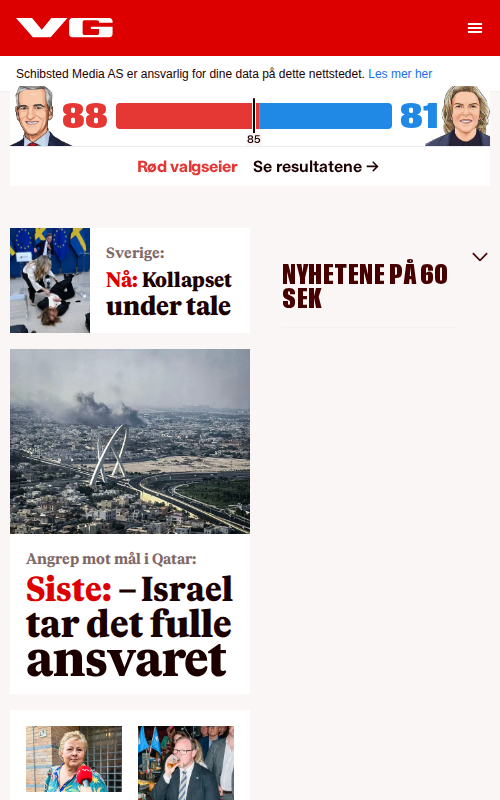 VG
Schibsted Media AS er ansvarlig for dine data på dette nettstedet. Les mer her
88
81
85
Rød valgseier Se resultatene →
Sverige:
Nå: Kollapset
under tale
NYHETENE PÅ 60
SEK
Angrep mot mål i Qatar:
Siste: – Israel
tar det fulle
ansvaret